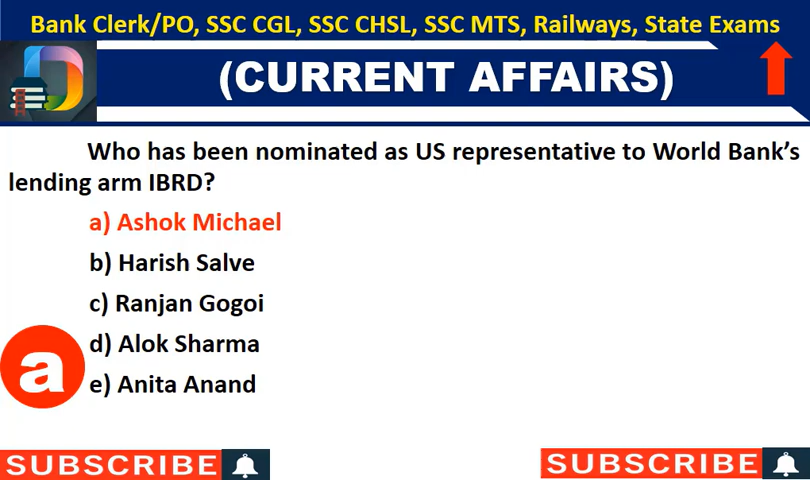 Bank Clerk/PO, SSC CGL, SSC CHSL, SSC MTS, Railways, State Exams
(CURRENT AFFAIRS)
Who has been nominated as US representative to World Bank’s
lending arm IBRD?
a) Ashok Michael
b) Harish Salve
c) Ranjan Gogoi
d) Alok Sharma
e) Anita Anand
a
SUBSCRIBE
SUBSCRIBE